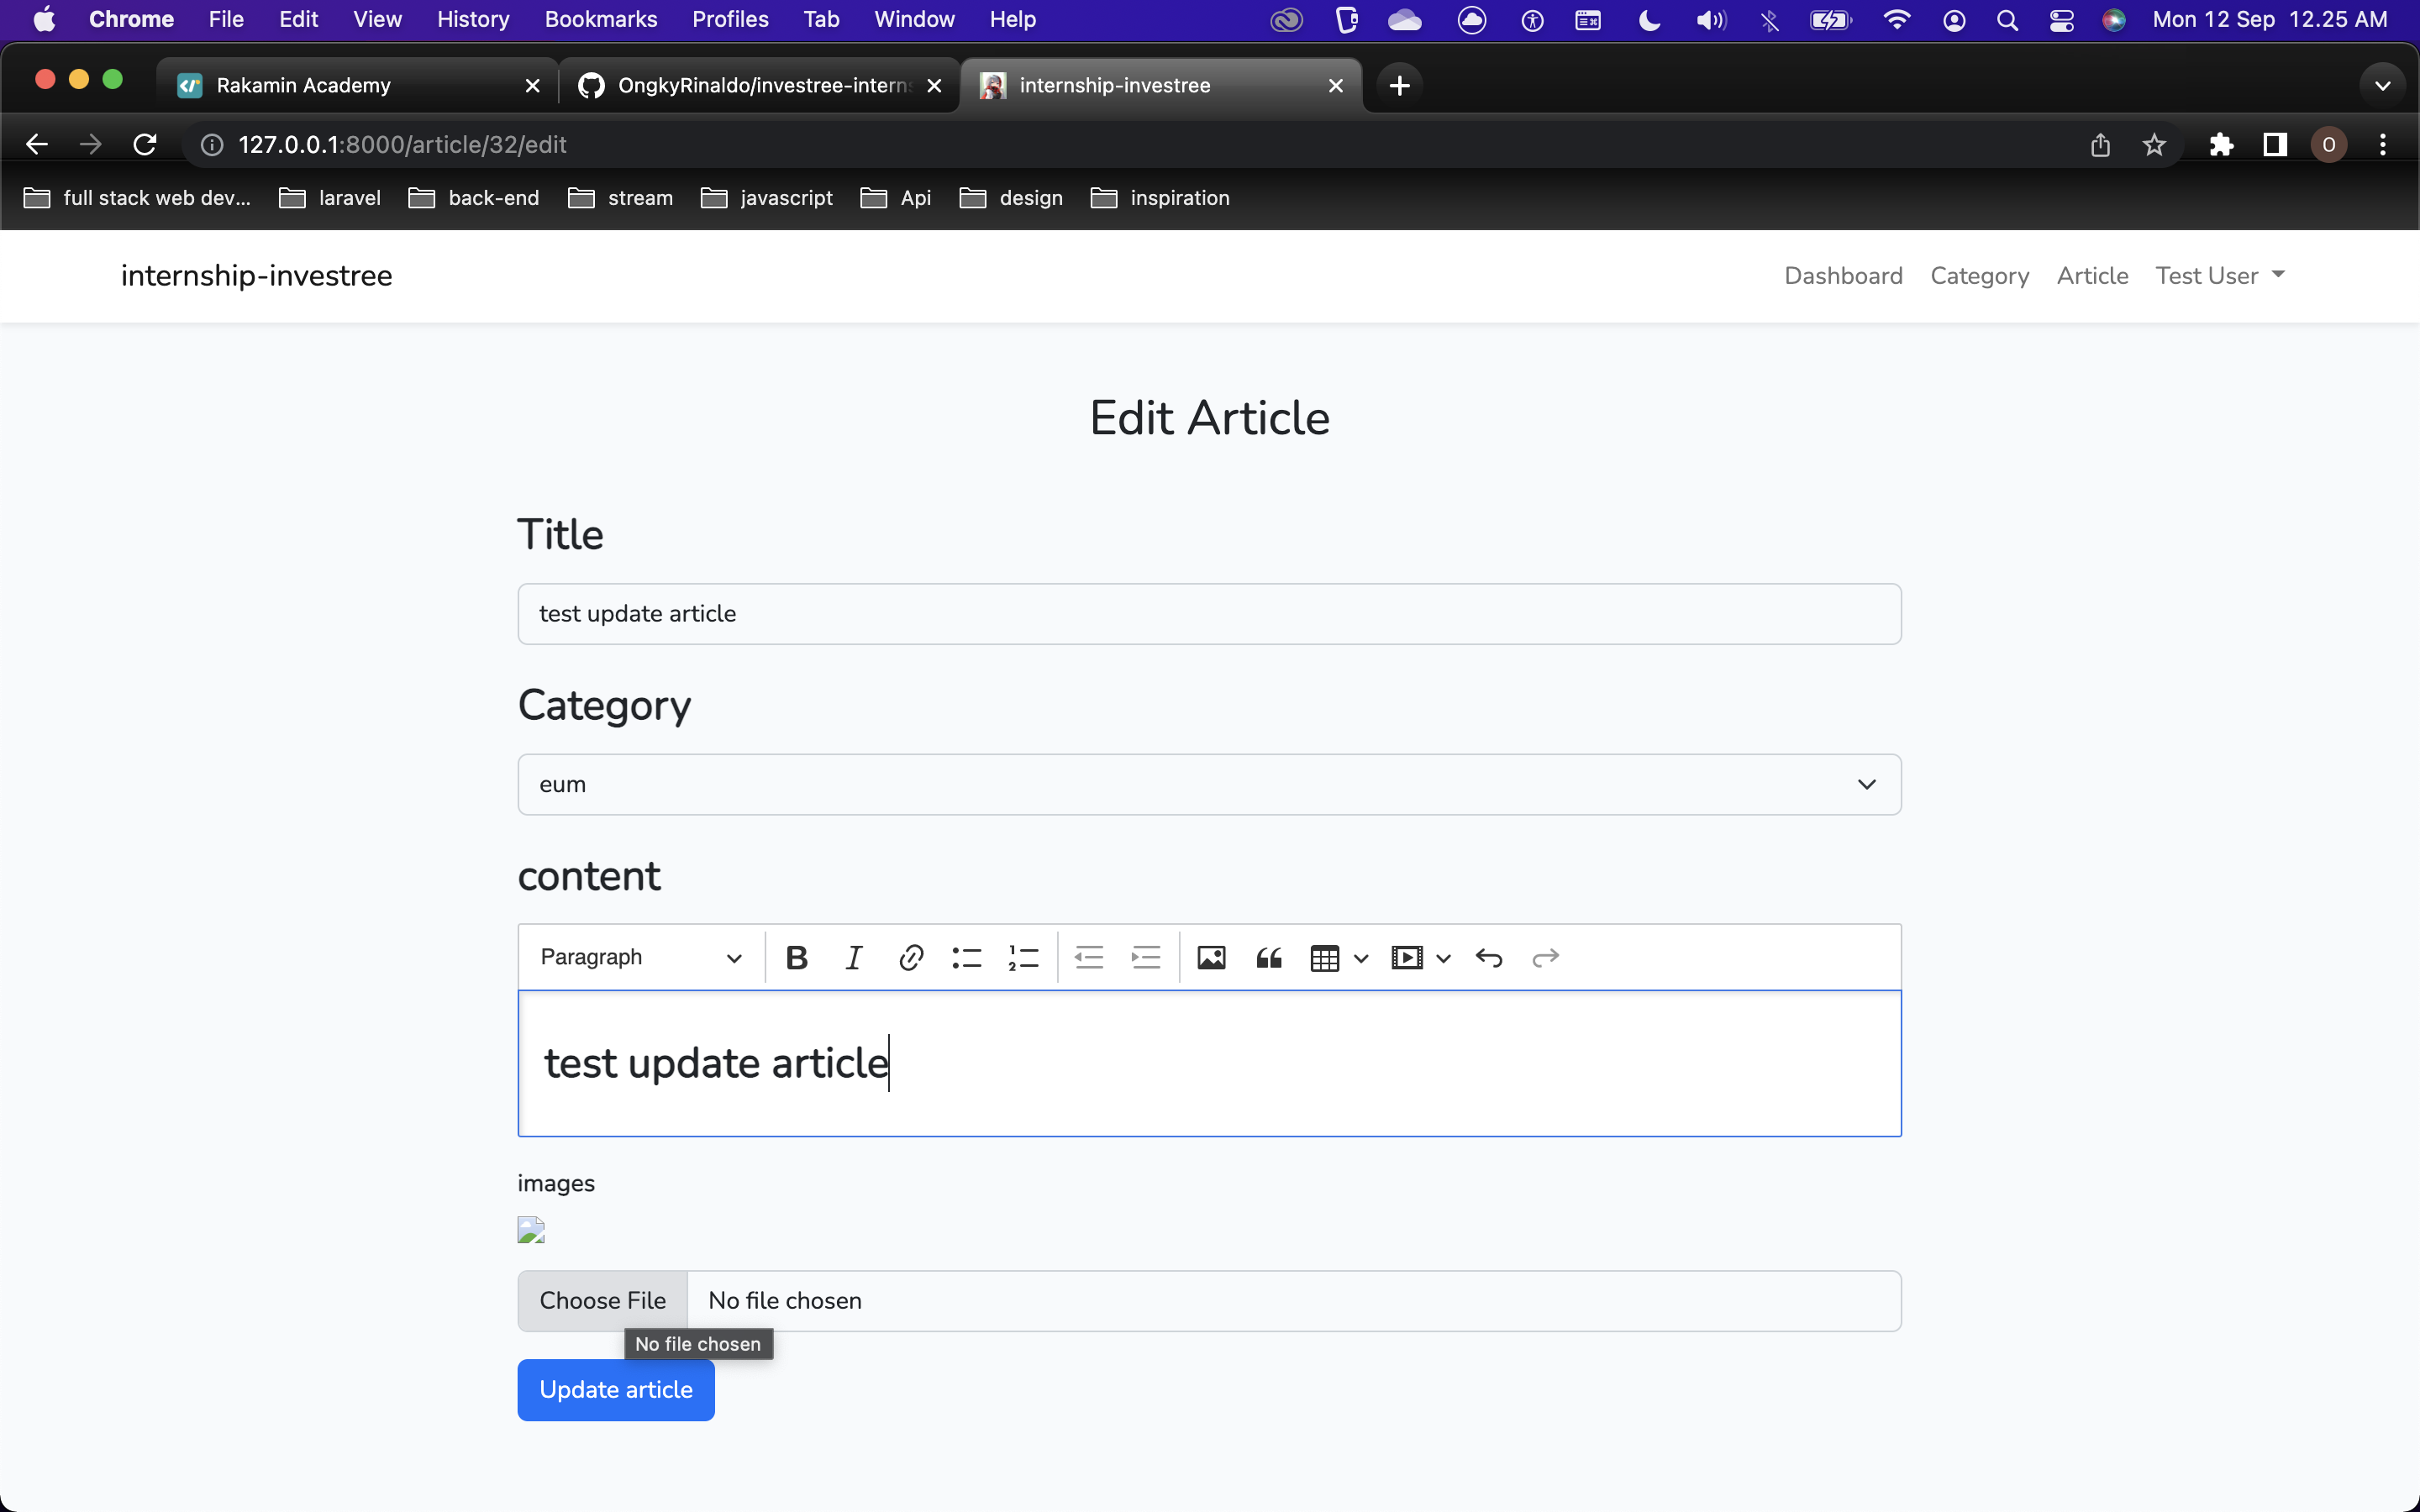 Chrome File Edit View History Bookmarks Profiles Tab Window Help Mon 12 Sep 12.25 AM
Rakamin Academy OngkyRinaldo/investree-intern internship-investree
127.0.0.1:8000/article/32/edit O
full stack web dev... laravel back-end stream javascript Api design inspiration
internship-investree Dashboard Category Article Test User
Edit Article
Title
test update article
Category
eum
content
Paragraph
test update article
images
Choose File No file chosen
No file chosen
Update article